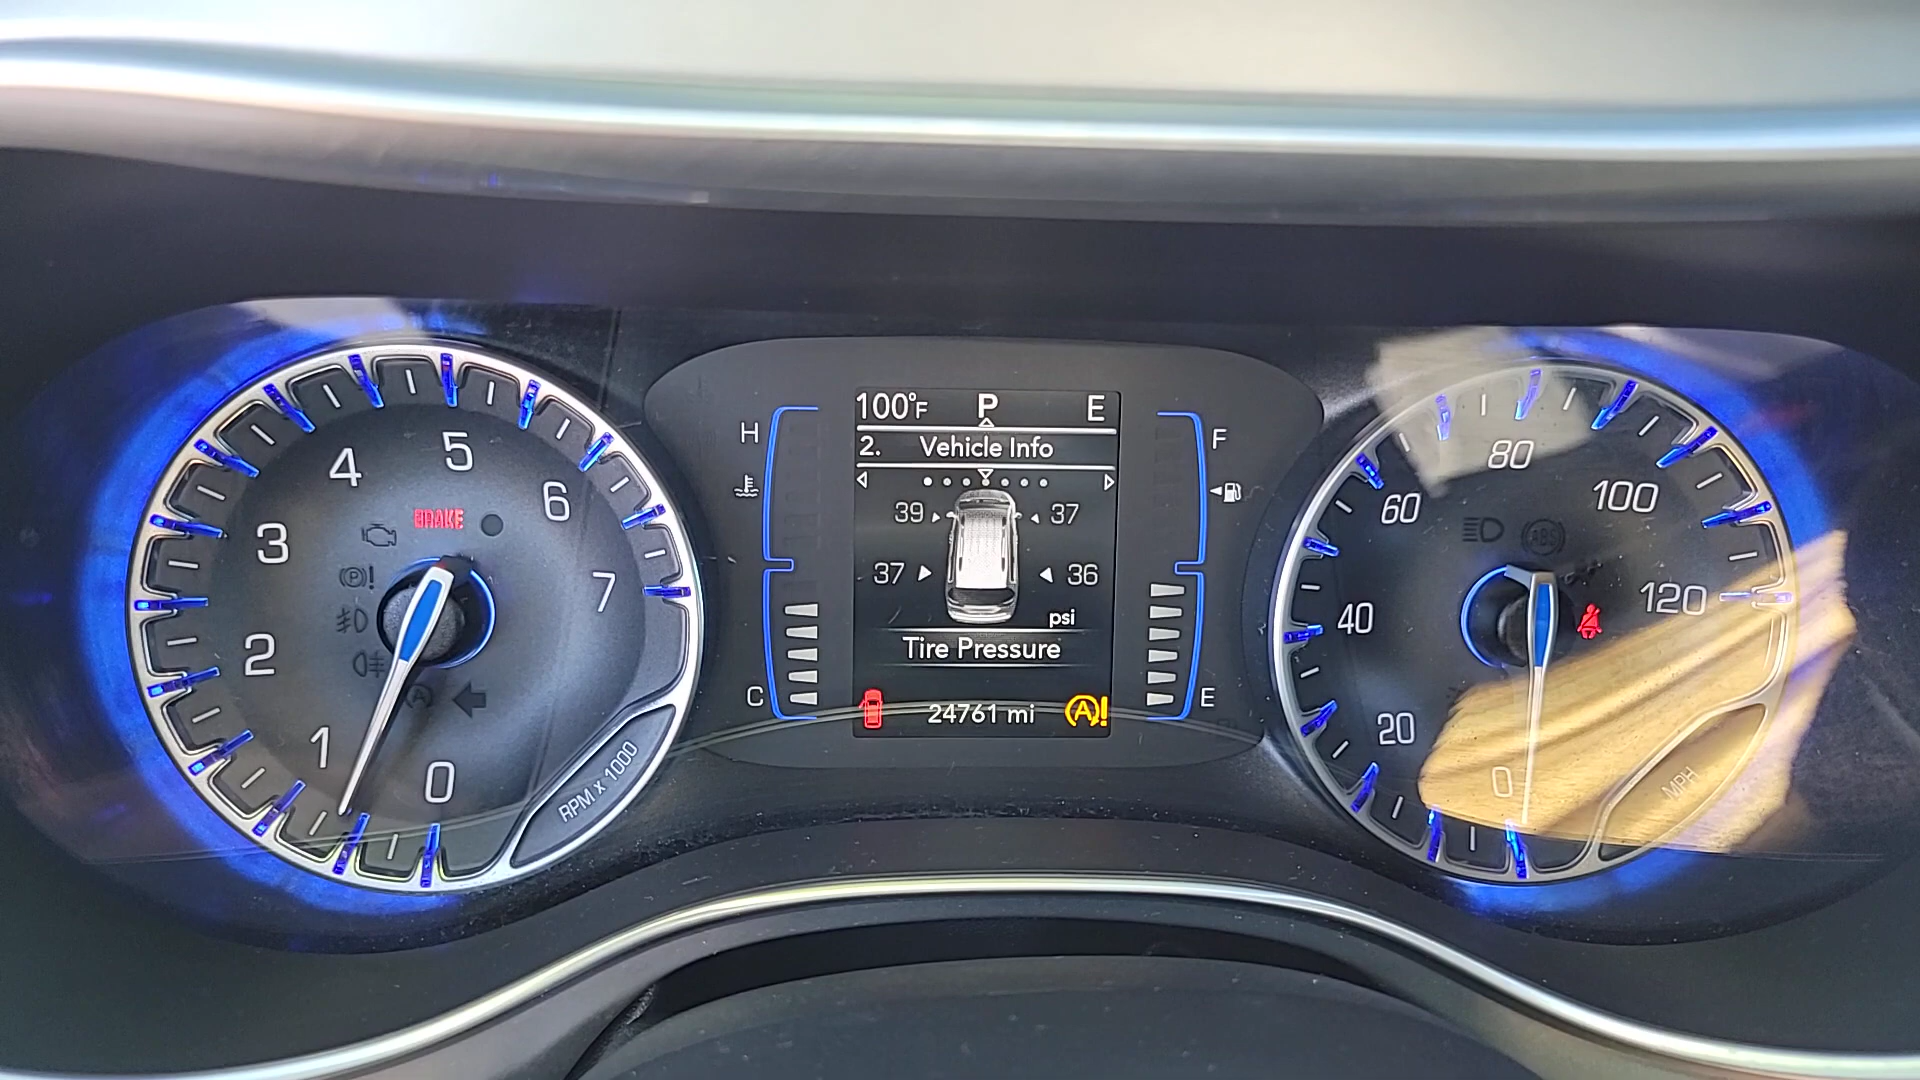 0
1
2
3
4
5
6
7
RPM x 1000
BRAKE
(P)!
A
H
C
100°F P E
2. Vehicle Info
39 37
37 36
psi
Tire Pressure
24761 mi
A!
F
E
0
20
40
60
80
100
120
MPH
ABS